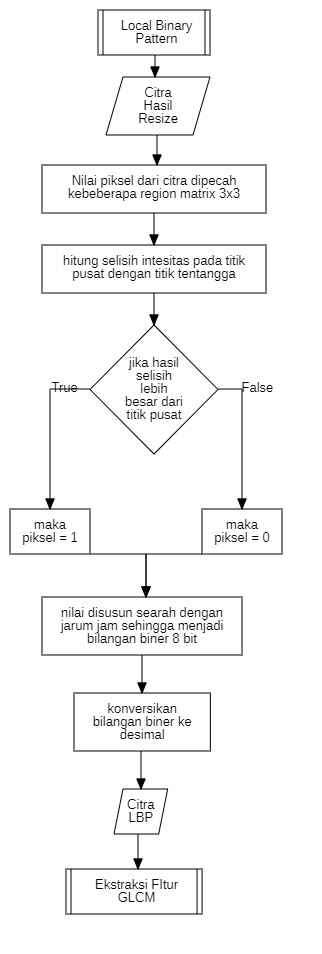 Local Binary
Pattern
Citra
Hasil
Resize
Nilai piksel dari citra dipecah
kebeberapa region matrix 3x3
hitung selisih intesitas pada titik
pusat dengan titik tentangga
jika hasil
selisih
lebih
besar dari
titik pusat
True
False
maka
piksel = 1
maka
piksel = 0
nilai disusun searah dengan
jarum jam sehingga menjadi
bilangan biner 8 bit
konversikan
bilangan biner ke
desimal
Citra
LBP
Ekstraksi FItur
GLCM